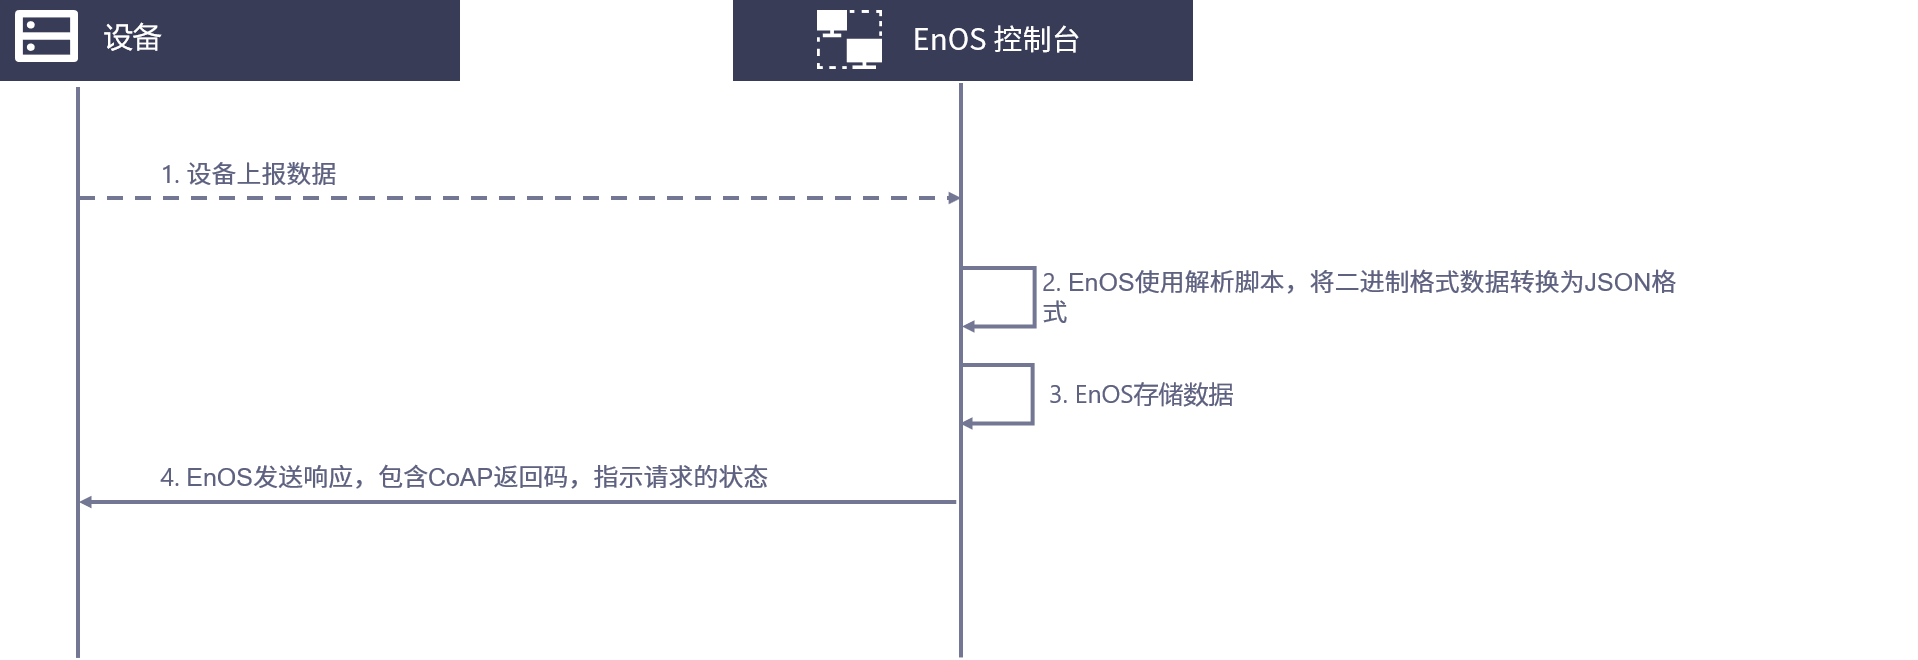 设备
EnOS 控制台
1. 设备上报数据
2. EnOS使用解析脚本，将二进制格式数据转换为JSON格
式
3. EnOS存储数据
4. EnOS发送响应，包含CoAP返回码，指示请求的状态